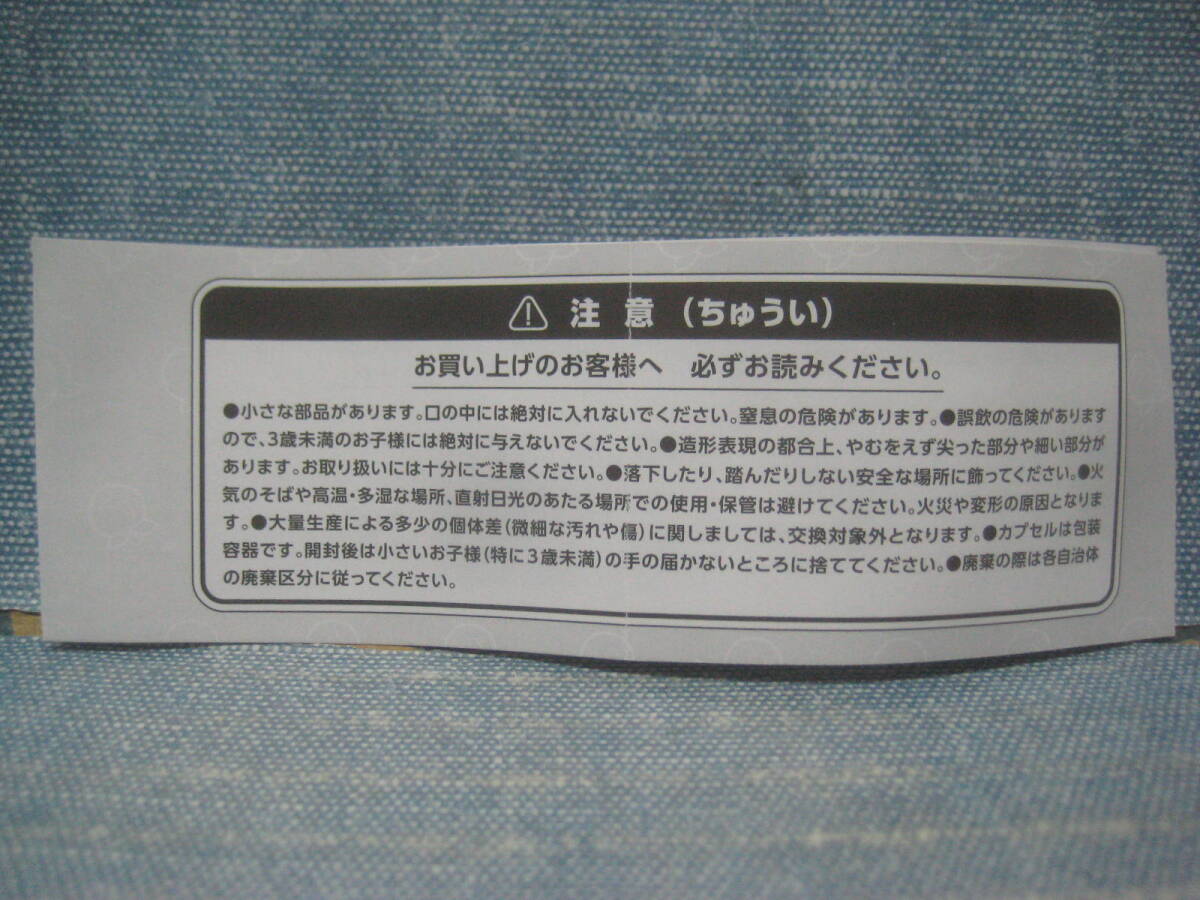 注 意 (ちゅうい)
お買い上げのお客様へ 必ずお読みください。
●小さな部品があります。口の中には絶対に入れないでください。窒息の危険があります。●誤飲の危険があります
ので、3歳未満のお子様には絶対に与えないでください。●造形表現の都合上、やむをえず尖った部分や細い部分が
あります。お取り扱いには十分にご注意ください。●落下したり、踏んだりしない安全な場所に飾ってください。●火
気のそばや高温・多湿な場所、直射日光のあたる場所での使用・保管は避けてください。火災や変形の原因となりま
す。●大量生産による多少の個体差(微細な汚れや傷)に関しましては、交換対象外となります。●カプセルは包装
容器です。開封後は小さいお子様(特に3歳未満)の手の届かないところに捨ててください。●廃棄の際は各自治体
の廃棄区分に従ってください。